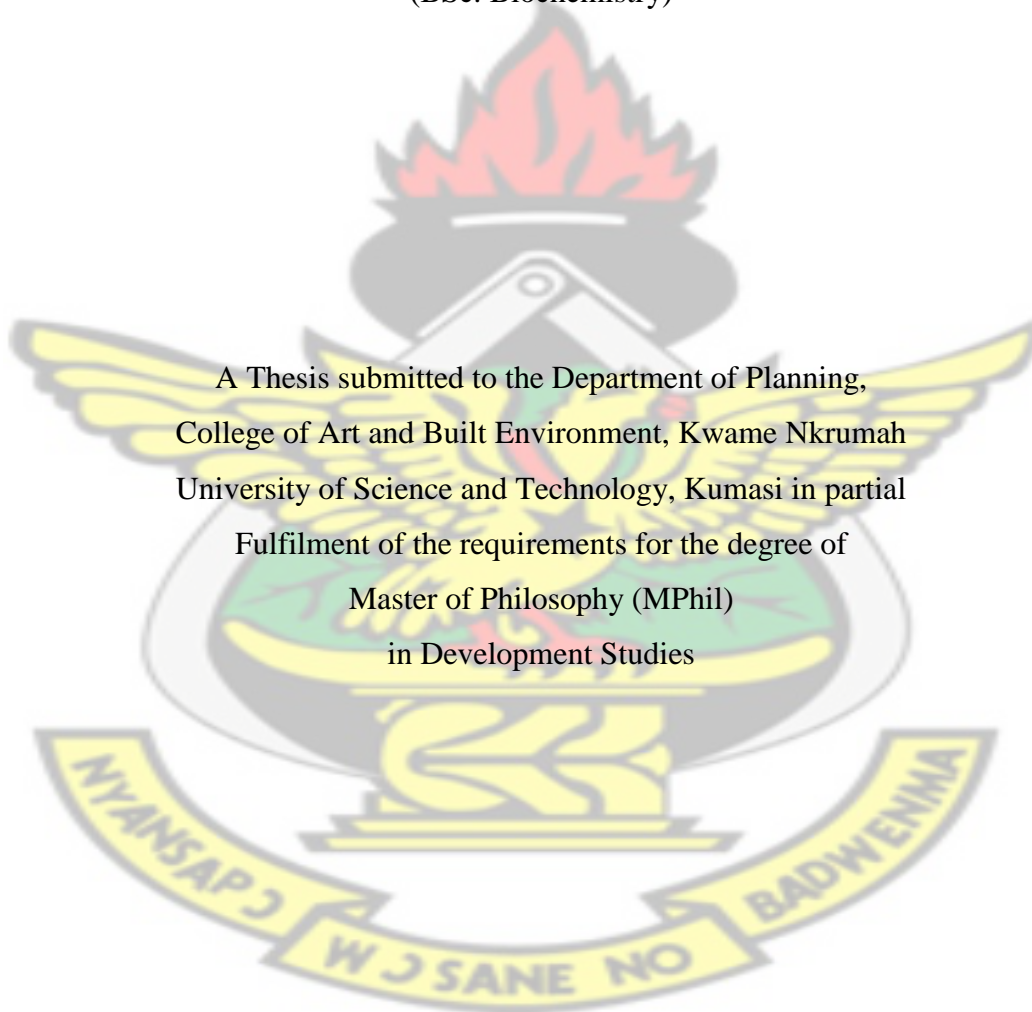 (BSc. Biochemistry)
A Thesis submitted to the Department of Planning,
College of Art and Built Environment, Kwame Nkrumah
University of Science and Technology, Kumasi in partial
Fulfilment of the requirements for the degree of
Master of Philosophy (MPhil)
in Development Studies
NYANSAPƆ
WƆSANE NO
BADWENMA